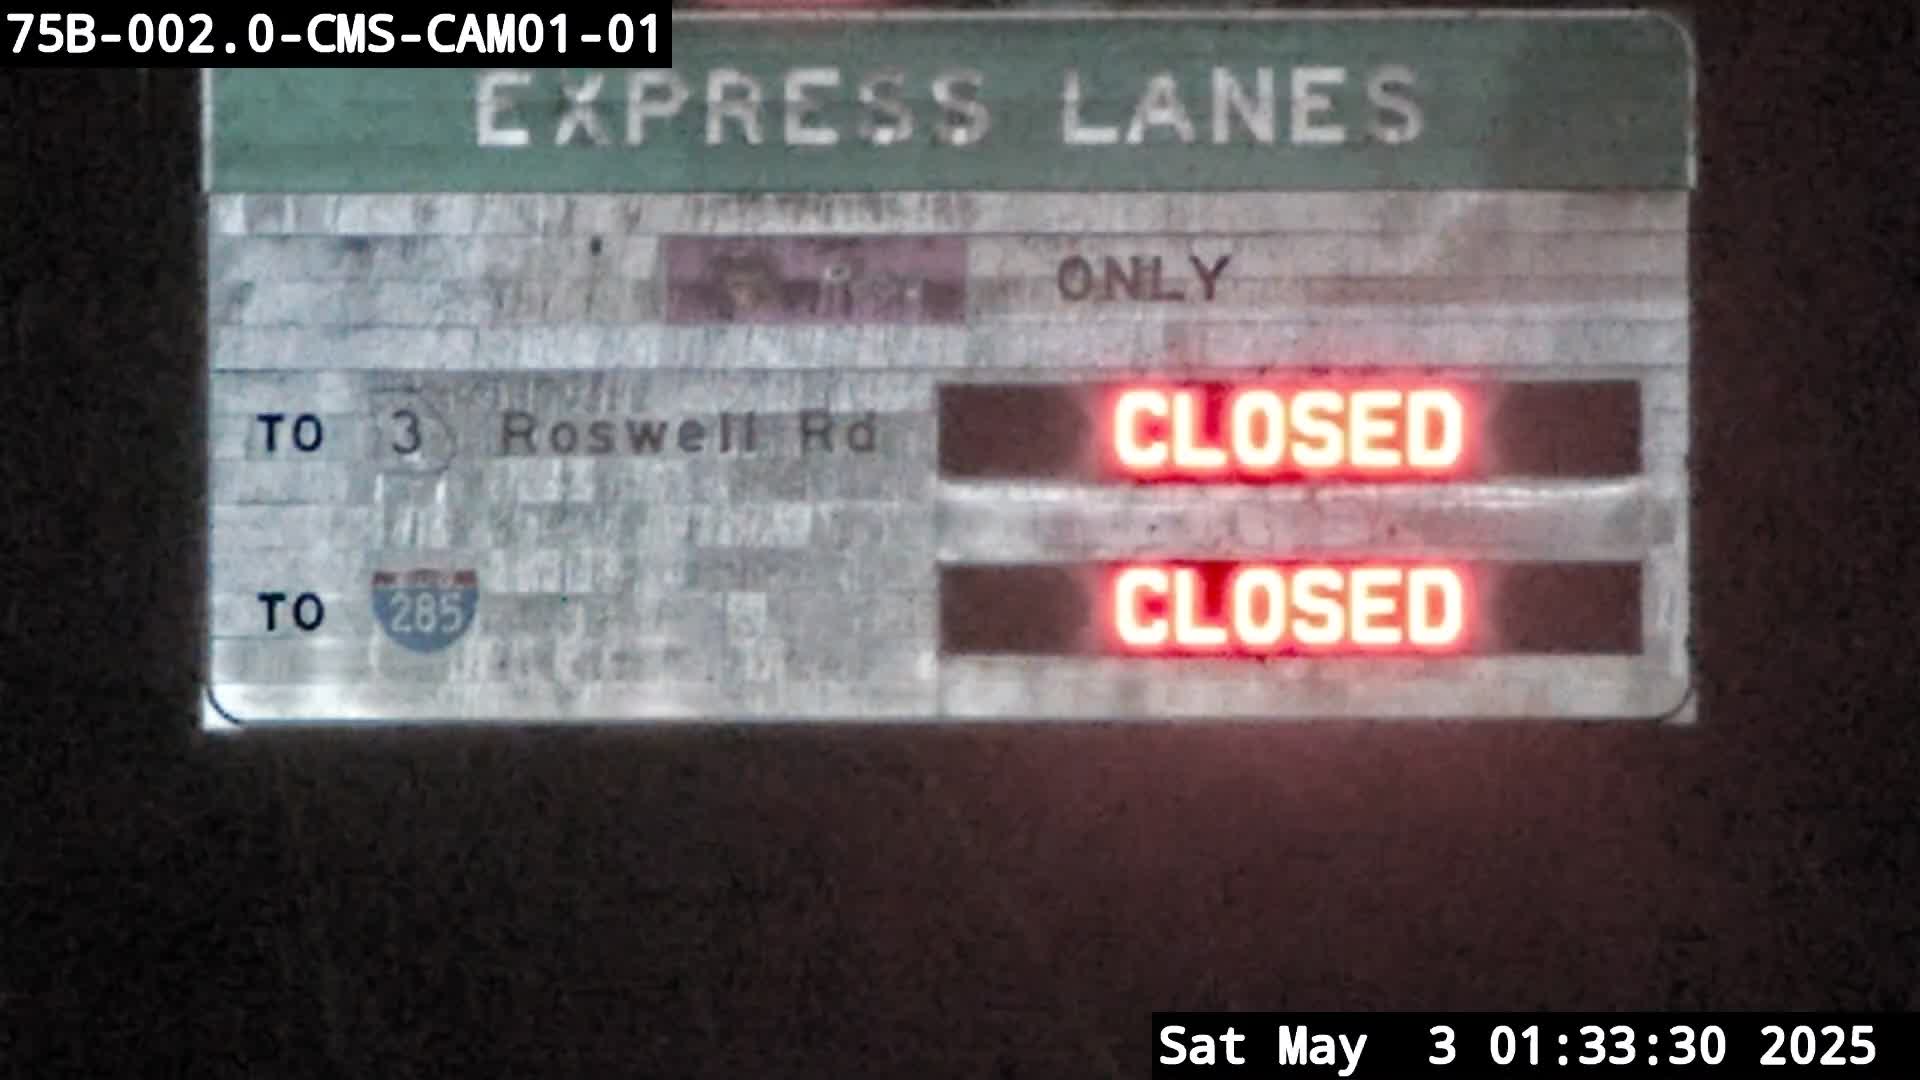 75B-002.0-CMS-CAM01-01
EXPRESS LANES
ONLY
TO 3 Roswell Rd CLOSED
TO 285 CLOSED
Sat May 3 01:33:30 2025